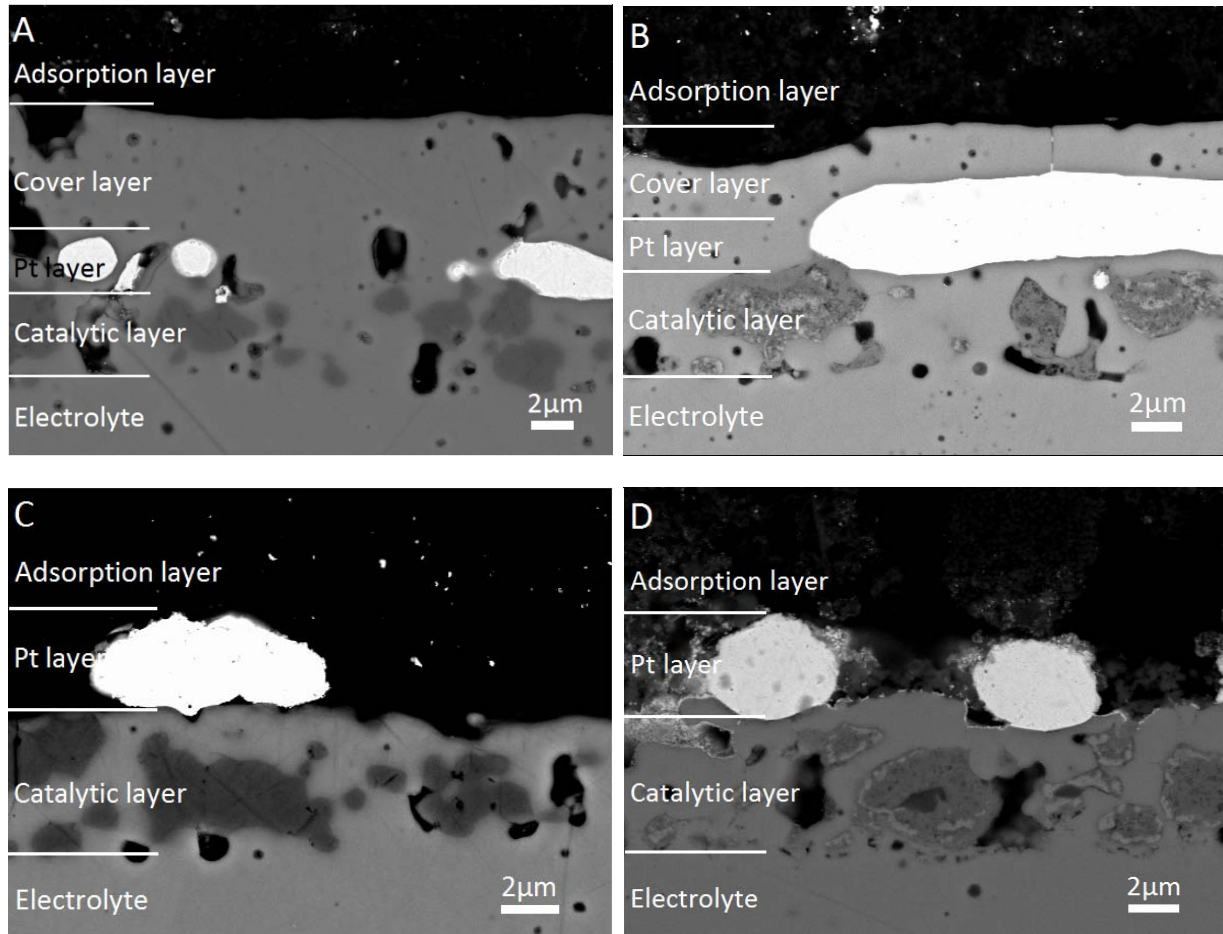 A
Adsorption layer
Cover layer
Pt layer
Catalytic layer
Electrolyte
2μm
B
Adsorption layer
Cover layer
Pt layer
Catalytic layer
Electrolyte
2μm
C
Adsorption layer
Pt layer
Catalytic layer
Electrolyte
2μm
D
Adsorption layer
Pt layer
Catalytic layer
Electrolyte
2μm